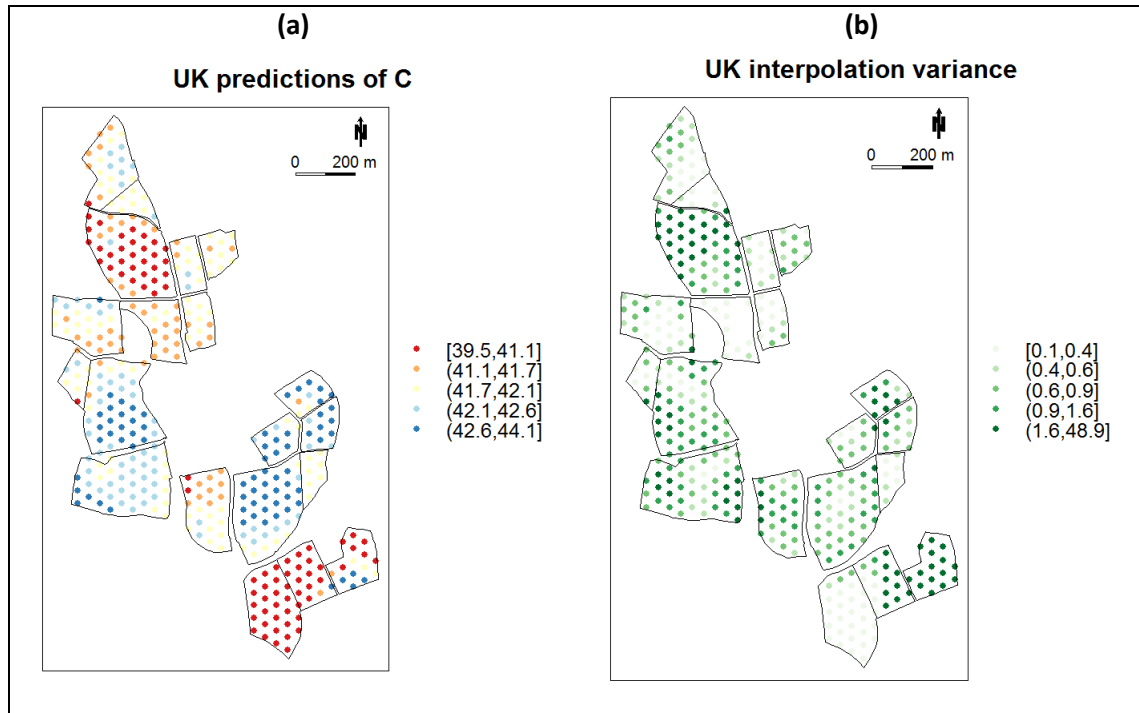 (a)
UK predictions of C
N
0 200 m
[39.5,41.1]
(41.1,41.7]
(41.7,42.1]
(42.1,42.6]
(42.6,44.1]
(b)
UK interpolation variance
N
0 200 m
[0.1,0.4]
(0.4,0.6]
(0.6,0.9]
(0.9,1.6]
(1.6,48.9]